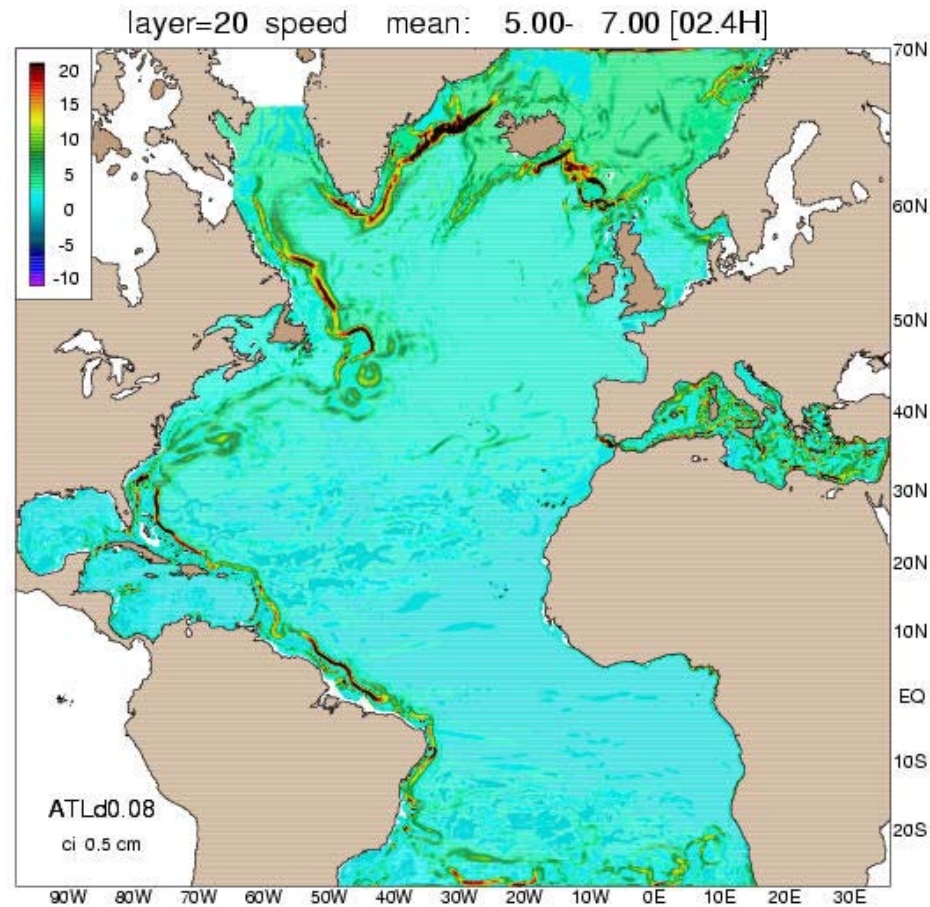 layer=20 speed mean: 5.00- 7.00 [02.4H]
70N
20
15
10
5
0
-5
-10
60N
50N
40N
30N
20N
10N
EQ
10S
20S
ATLd0.08
ci 0.5 cm
90W 80W 70W 60W 50W 40W 30W 20W 10W 0E 10E 20E 30E